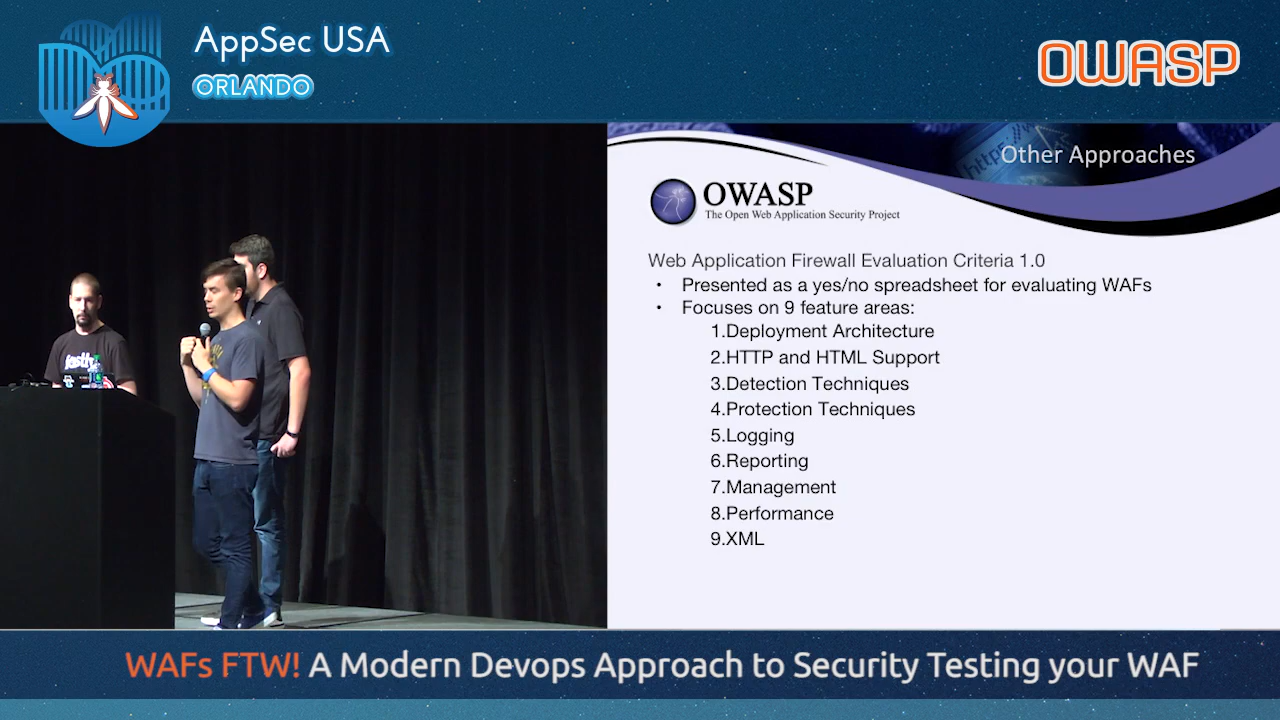 AppSec USA
ORLANDO
OWASP
Other Approaches
OWASP
The Open Web Application Security Project
https:
Web Application Firewall Evaluation Criteria 1.0
• Presented as a yes/no spreadsheet for evaluating WAFs
• Focuses on 9 feature areas:
1.Deployment Architecture
2.HTTP and HTML Support
3.Detection Techniques
4.Protection Techniques
5.Logging
6.Reporting
7.Management
8.Performance
9.XML
fastly
WAFs FTW! A Modern Devops Approach to Security Testing your WAF